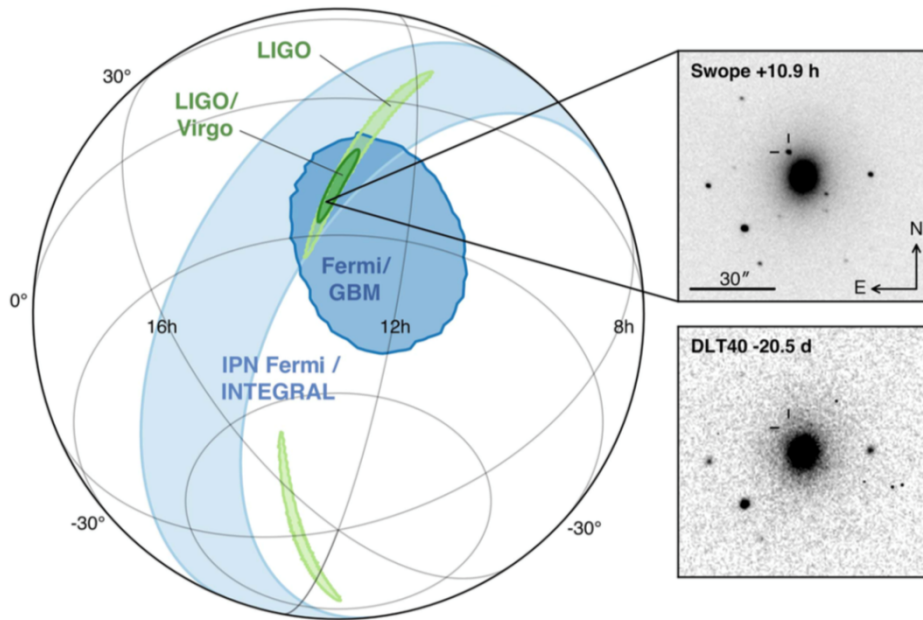 LIGO
30°
LIGO/
Virgo
Fermi/
GBM
0°
16h
12h
8h
IPN Fermi /
INTEGRAL
-30°
-30°
Swope +10.9 h
N
30″
E
DLT40 -20.5 d